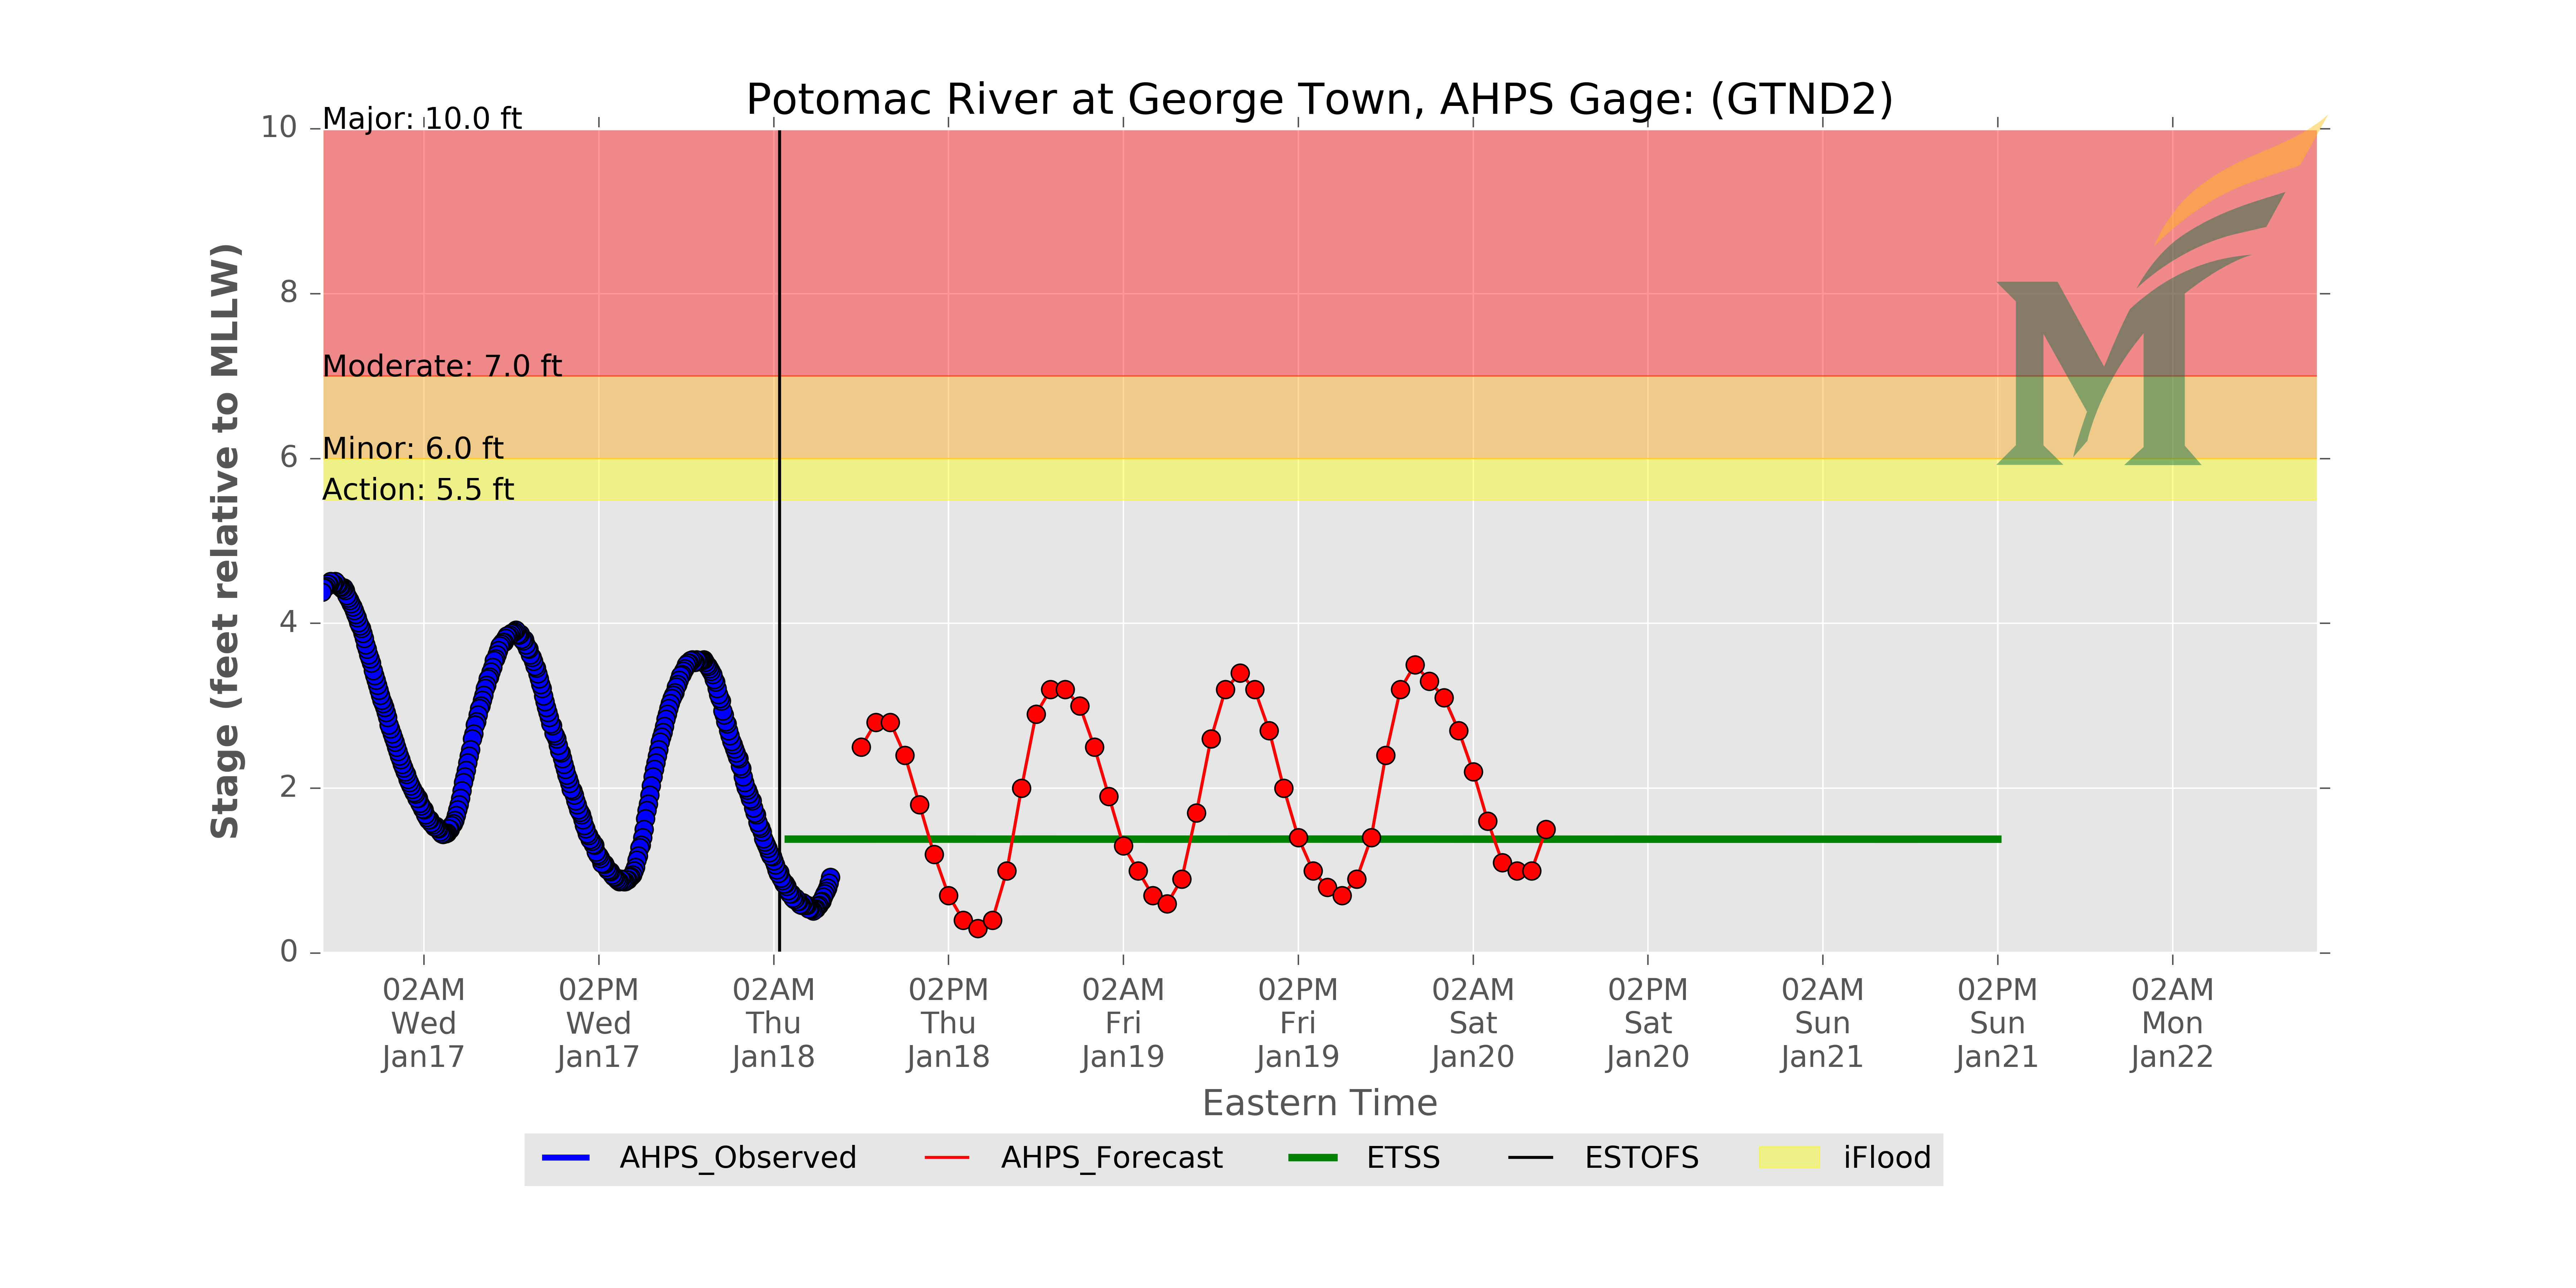 Potomac River at George Town, AHPS Gage: (GTND2)
Major: 10.0 ft
Moderate: 7.0 ft
Minor: 6.0 ft
Action: 5.5 ft
Stage (feet relative to MLLW)
10
8
6
4
2
0
02AM Wed Jan17
02PM Wed Jan17
02AM Thu Jan18
02PM Thu Jan18
02AM Fri Jan19
02PM Fri Jan19
02AM Sat Jan20
02PM Sat Jan20
02AM Sun Jan21
02PM Sun Jan21
02AM Mon Jan22
Eastern Time
AHPS_Observed AHPS_Forecast ETSS ESTOFS iFlood
M